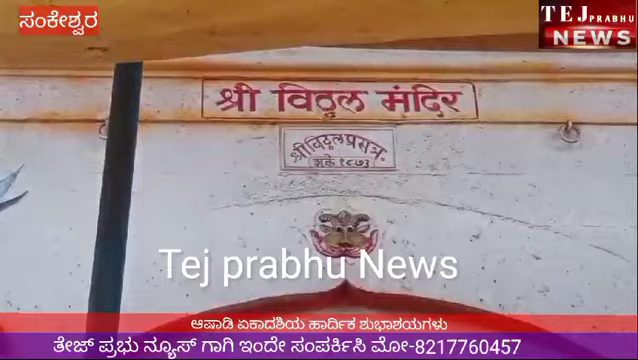 ಸಂಕೇಶ್ವರ
TEJ PRABHU
NEWS
श्री विठ्ठल मंदिर
श्रीविठ्ठलप्रसन्न:
शके १८७३
Tej prabhu News
ಆಷಾಡಿ ಏಕಾದಶಿಯ ಹಾರ್ದಿಕ ಶುಭಾಶಯಗಳು
ತೇಜ್ ಪ್ರಭು ನ್ಯೂಸ್ ಗಾಗಿ ಇಂದೇ ಸಂಪರ್ಕಿಸಿ ಮೋ-8217760457